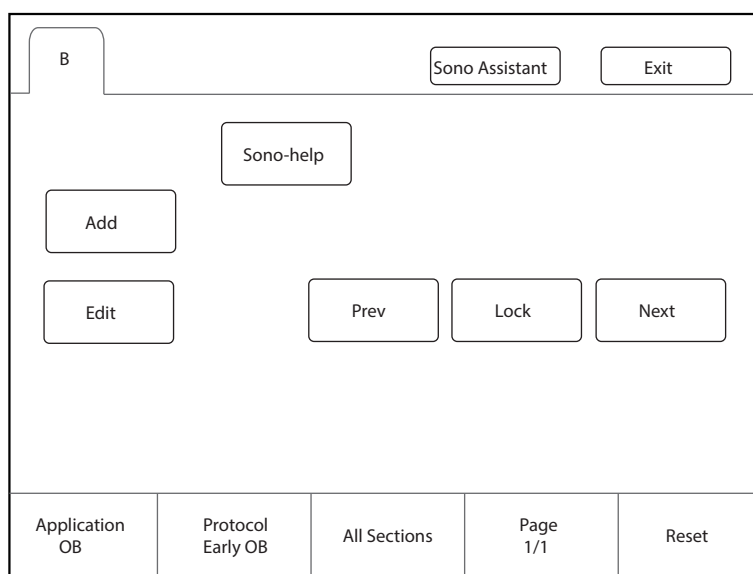 B
Sono Assistant
Exit
Sono-help
Add
Edit
Prev
Lock
Next
Application
OB
Protocol
Early OB
All Sections
Page
1/1
Reset